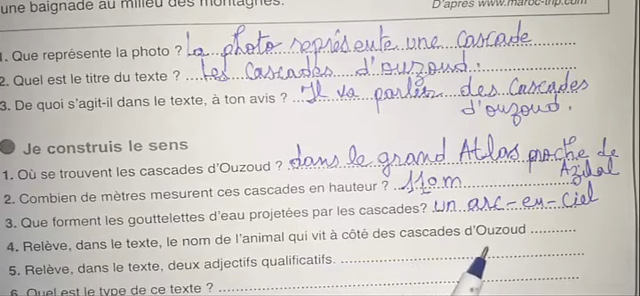 une baignade au milieu des montagnes.
D'après www.maroc-trip.com
1. Que représente la photo ? La photo représente une cascade
2. Quel est le titre du texte ? Les Cascades d'ouzoud.
3. De quoi s'agit-il dans le texte, à ton avis ? Il va parler des Cascades
d'ouzoud.
Je construis le sens
1. Où se trouvent les cascades d'Ouzoud ? dans le grand Atlas proche de
Azilal
2. Combien de mètres mesurent ces cascades en hauteur ? 110m
3. Que forment les gouttelettes d'eau projetées par les cascades? un arc-en-ciel
4. Relève, dans le texte, le nom de l'animal qui vit à côté des cascades d'Ouzoud ...........
5. Relève, dans le texte, deux adjectifs qualificatifs. ...........
6. Quel est le type de ce texte ? ...........